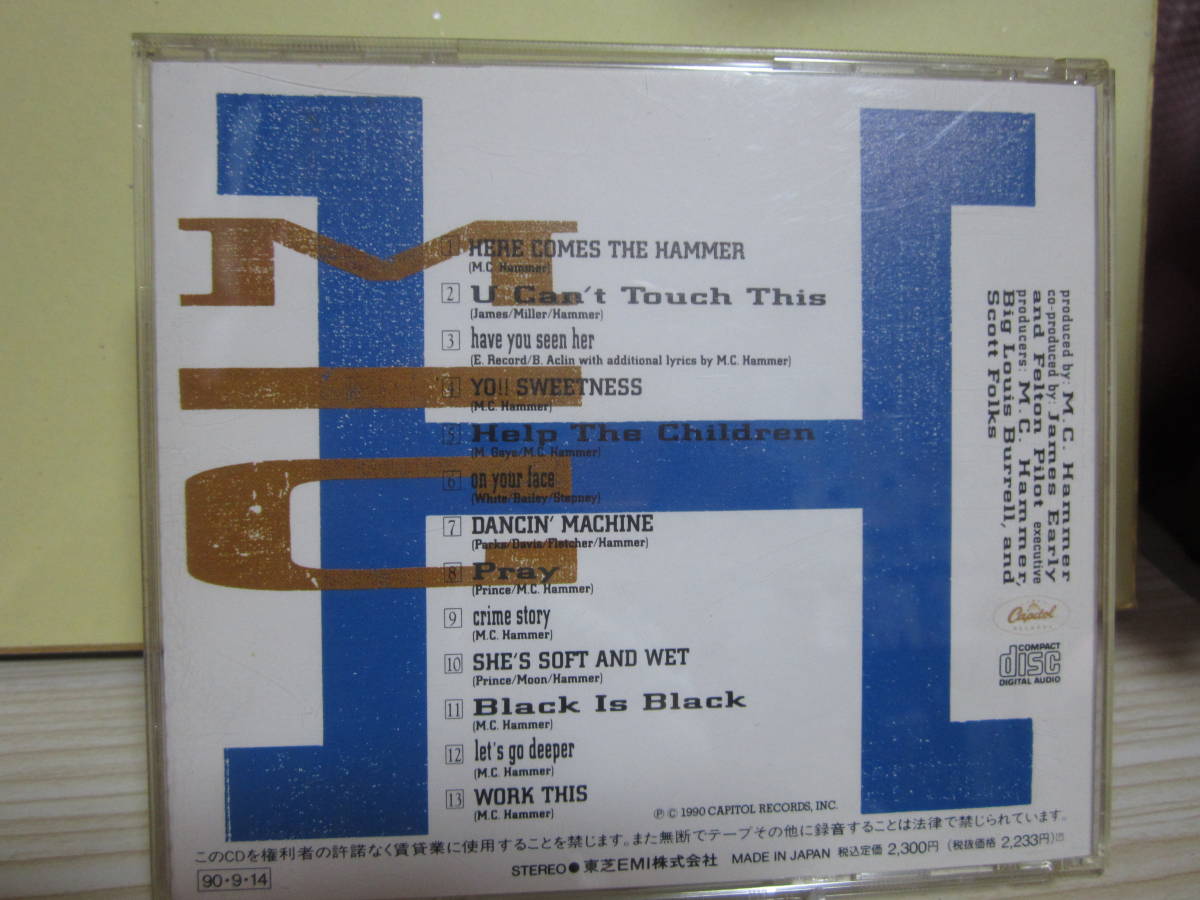 M.C.
H
1 HERE COMES THE HAMMER
(M.C. Hammer)
2 U Can't Touch This
(James/Miller/Hammer)
3 have you seen her
(E. Record/B. Aclin with additional lyrics by M.C. Hammer)
4 YO!! SWEETNESS
(M.C. Hammer)
5 Help The Children
(M. Gaye/M.C. Hammer)
6 on your face
(White/Bailey/Stepney)
7 DANCIN' MACHINE
(Parks/Davis/Fletcher/Hammer)
8 Pray
(Prince/M.C. Hammer)
9 crime story
(M.C. Hammer)
10 SHE'S SOFT AND WET
(Prince/Moon/Hammer)
11 Black Is Black
(M.C. Hammer)
12 let's go deeper
(M.C. Hammer)
13 WORK THIS
(M.C. Hammer)
produced by: M.C. Hammer
co-produced by: James Early
and Felton Pilot executive
producers: M.C. Hammer,
Big Louis Burrell, and
Scott Folks
Capitol
RECORDS
COMPACT
disc
DIGITAL AUDIO
Ⓟ © 1990 CAPITOL RECORDS, INC.
このCDを権利者の許諾なく賃貸業に使用することを禁じます。また無断でテープその他に録音することは法律で禁じられています。
STEREO ● 東芝EMI株式会社 MADE IN JAPAN 税込定価 2,300円 (税抜価格 2,233円)
90・9・14